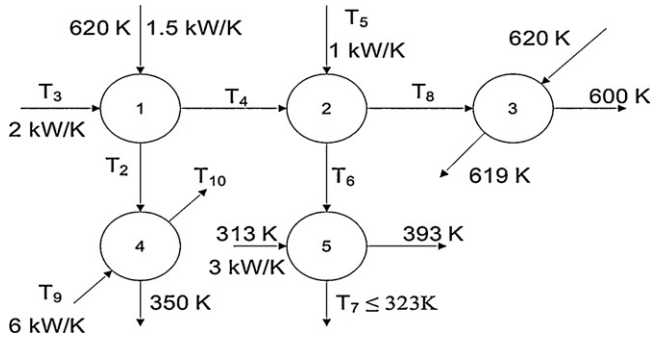 620 K 1.5 kW/K
T5
1 kW/K
620 K
T3
2 kW/K
1
T4
2
T8
3
600 K
T2
T10
T6
619 K
4
313 K
3 kW/K
5
393 K
T9
6 kW/K
350 K
T7 ≤ 323K